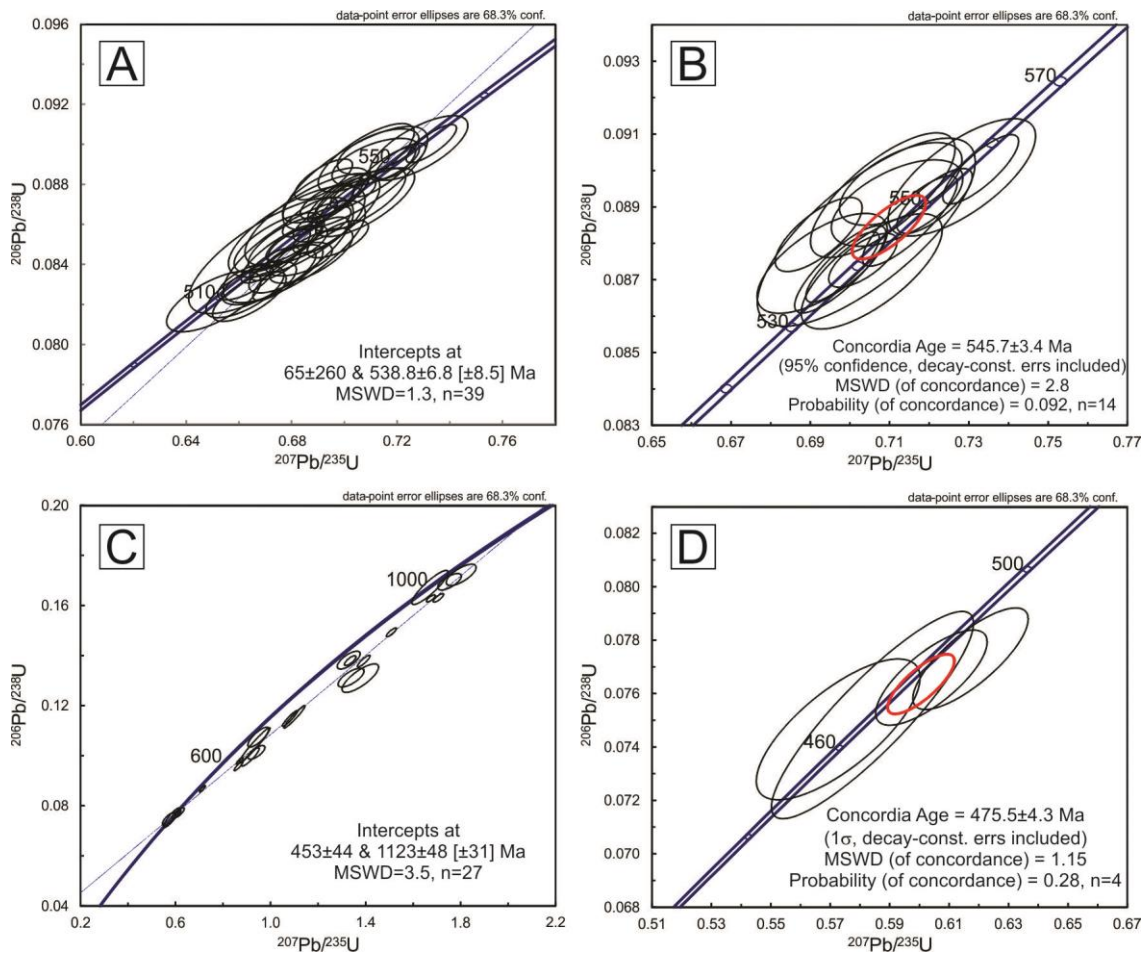 data-point error ellipses are 68.3% conf.
A
0.096
0.092
0.088
0.084
0.080
0.076
²⁰⁶Pb/²³⁸U
550
510
Intercepts at
65±260 & 538.8±6.8 [±8.5] Ma
MSWD=1.3, n=39
0.60
0.64
0.68
0.72
0.76
²⁰⁷Pb/²³⁵U
data-point error ellipses are 68.3% conf.
B
0.093
0.091
0.089
0.087
0.085
0.083
²⁰⁶Pb/²³⁸U
570
550
530
Concordia Age = 545.7±3.4 Ma
(95% confidence, decay-const. errs included)
MSWD (of concordance) = 2.8
Probability (of concordance) = 0.092, n=14
0.65
0.67
0.69
0.71
0.73
0.75
0.77
²⁰⁷Pb/²³⁵U
data-point error ellipses are 68.3% conf.
C
0.20
0.16
0.12
0.08
0.04
²⁰⁶Pb/²³⁸U
1000
600
Intercepts at
453±44 & 1123±48 [±31] Ma
MSWD=3.5, n=27
0.2
0.6
1.0
1.4
1.8
2.2
²⁰⁷Pb/²³⁵U
data-point error ellipses are 68.3% conf.
D
0.082
0.080
0.078
0.076
0.074
0.072
0.070
0.068
²⁰⁶Pb/²³⁸U
500
460
Concordia Age = 475.5±4.3 Ma
(1σ, decay-const. errs included)
MSWD (of concordance) = 1.15
Probability (of concordance) = 0.28, n=4
0.51
0.53
0.55
0.57
0.59
0.61
0.63
0.65
0.67
²⁰⁷Pb/²³⁵U